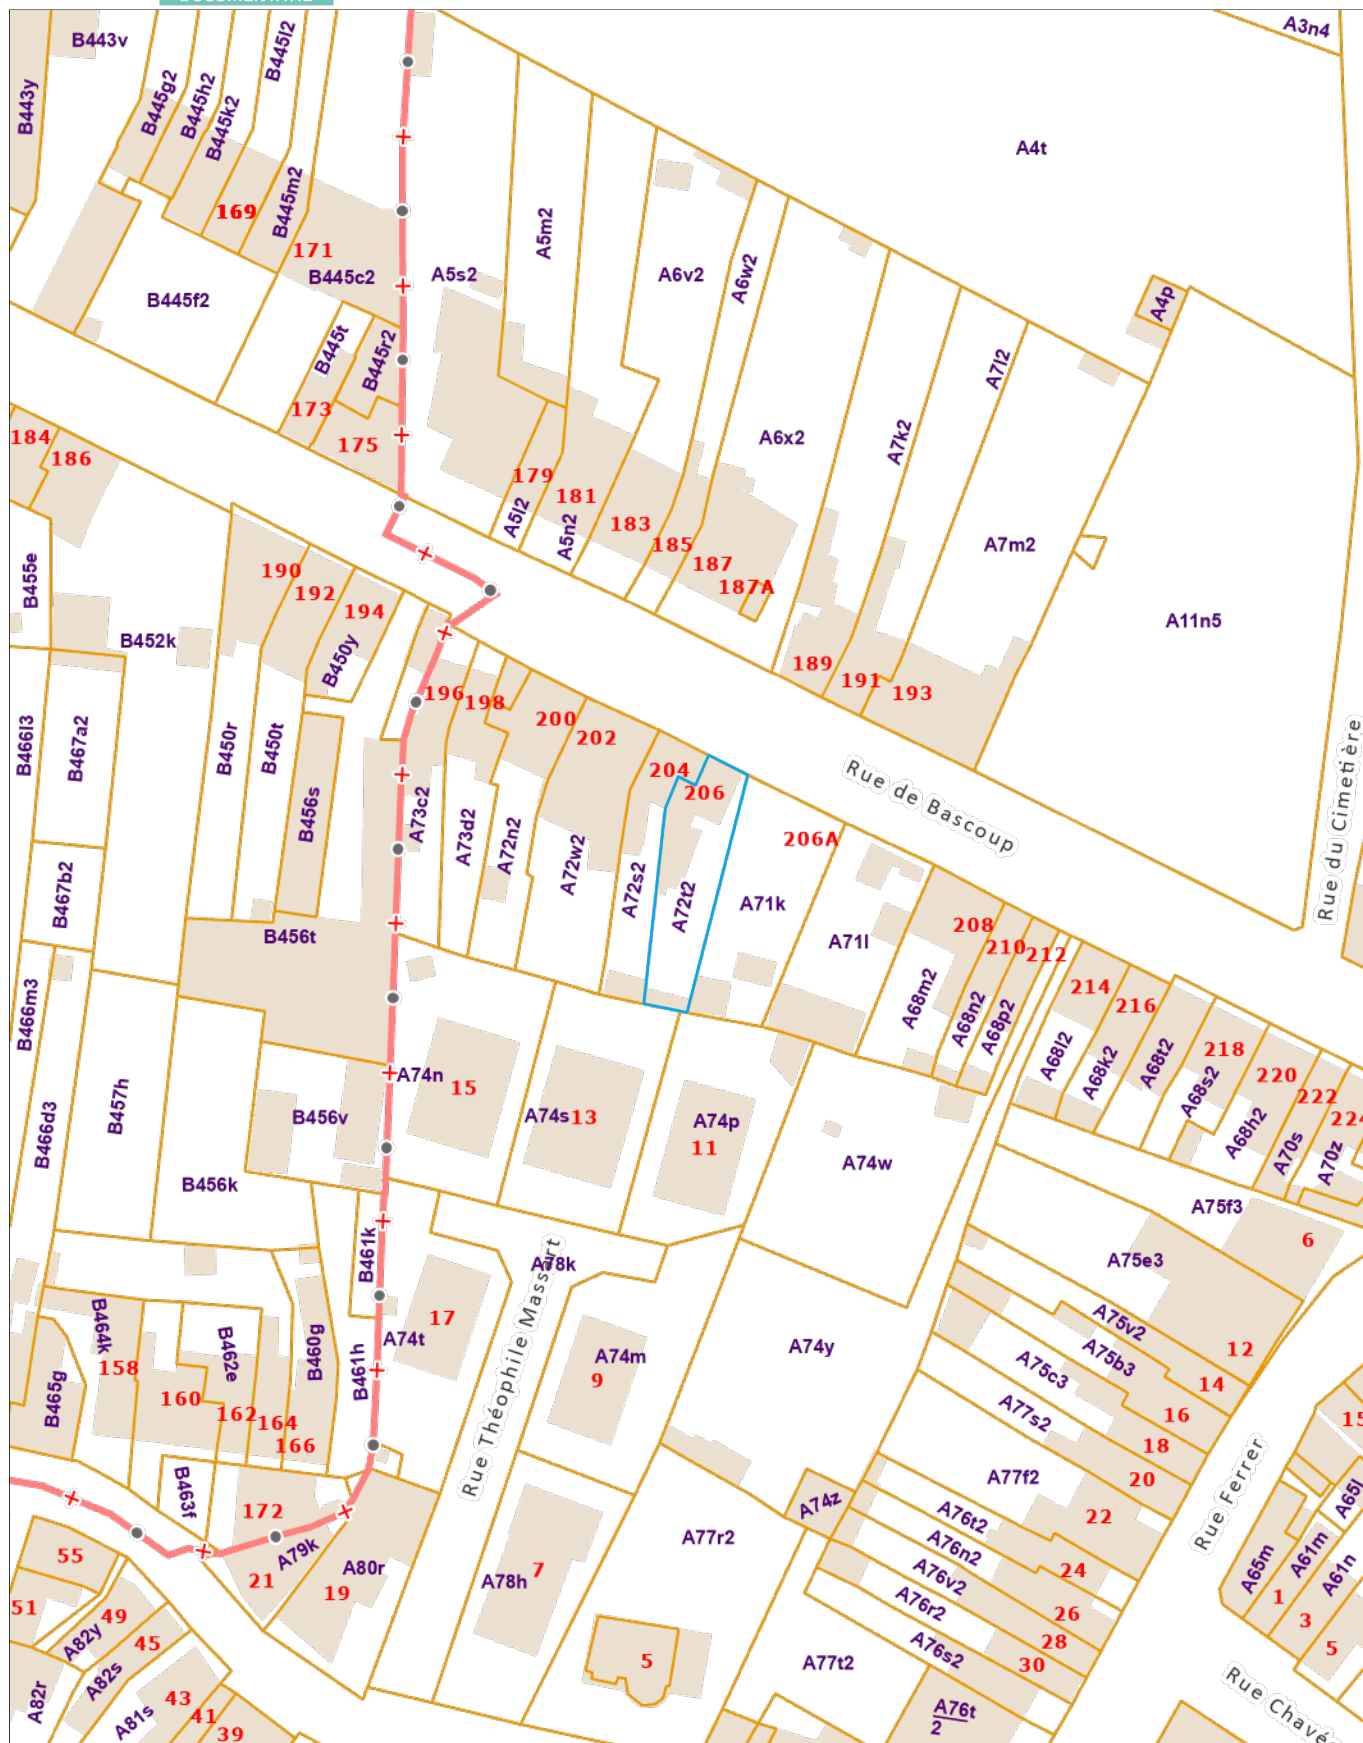 A3n4
B443v
B445l2
B445g2
B445h2
B445k2
B443y
A4t
B445m2
169
171
A5m2
B445c2
A5s2
A6v2
A6w2
B445f2
A4p
B445t
B445r2
A7l2
173
175
A6x2
A7k2
184
186
179
181
A5l2
A5n2
183
185
187
187A
A7m2
B455e
190
192
194
B452k
B450y
A11n5
189
191
193
196
198
200
202
B466l3
B467a2
B450r
B450t
B456s
204
206
Rue de Bascoup
Rue du Cimetière
A73c2
A73d2
A72n2
A72w2
A72s2
A72t2
206A
A71k
B467b2
B456t
A71l
208
210
212
A68m2
A68n2
A68p2
214
216
B466m3
B457h
B466d3
A74n
15
B456v
A74s
13
A74p
11
A68l2
A68k2
A68t2
A68s2
218
220
222
224
A68h2
A70s
A70z
A74w
B456k
A75f3
6
B461k
A78k
A75e3
A74t
17
Rue Théophile Massart
A75v2
A75b3
12
14
B464k
158
B462e
B460g
B461h
A74m
9
A74y
A75c3
A77s2
16
18
20
B465g
160
162
164
166
A77f2
22
Rue Ferrer
B463f
172
A79k
21
A80r
19
A78h
7
A77r2
A74z
A76t2
A76n2
A76v2
A76r2
A76s2
24
26
28
30
A65l
A65m
A61m
A61n
1
3
5
55
51
49
45
A82y
A82s
A82r
A81s
43
41
39
5
A77t2
A76t
2